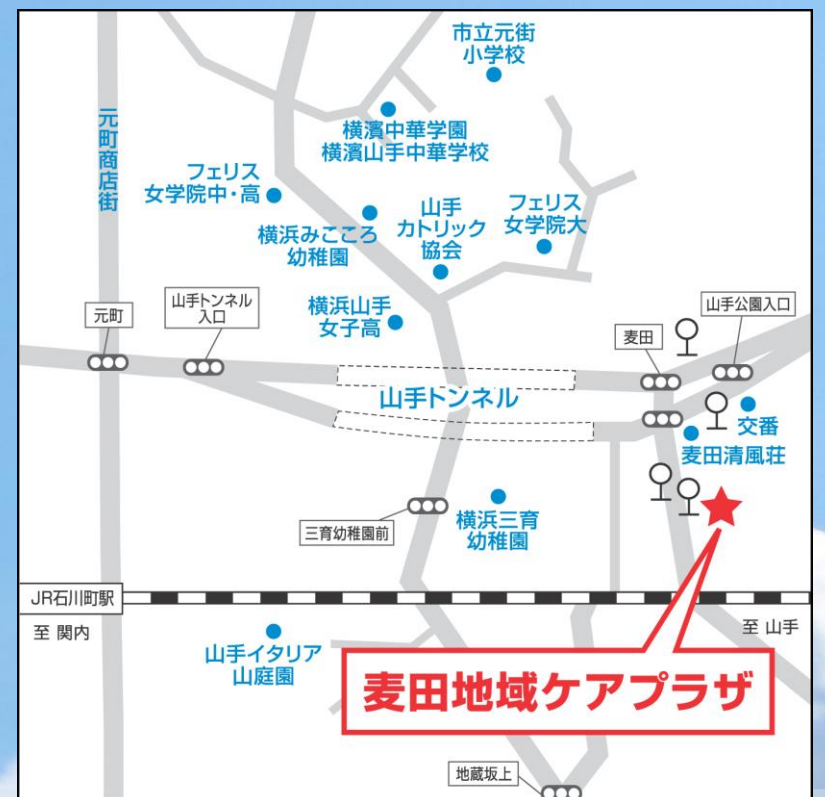 市立元街
小学校
元町商店街
横濱中華学園
横濱山手中華学校
フェリス
女学院中・高
横浜みこころ
幼稚園
山手
カトリック
協会
フェリス
女学院大
横浜山手
女子高
元町
山手トンネル
入口
山手公園入口
麦田
山手トンネル
交番
麦田清風荘
三育幼稚園前
横浜三育
幼稚園
JR石川町駅
至 関内
至 山手
山手イタリア
山庭園
麦田地域ケアプラザ
地蔵坂上